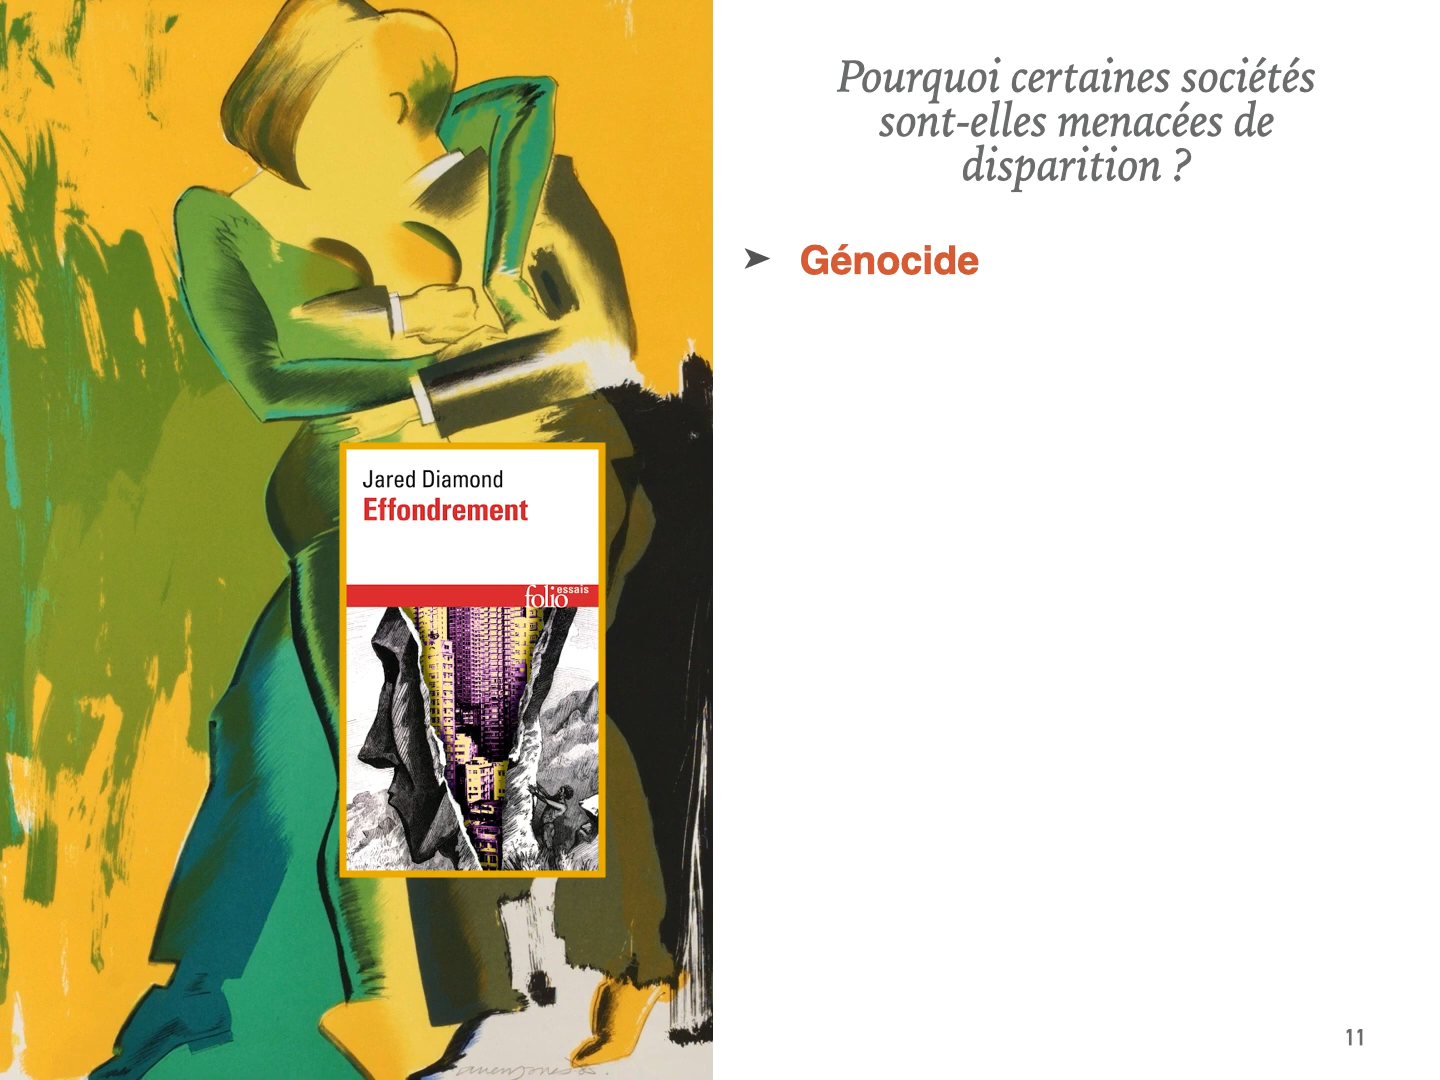 Pourquoi certaines sociétés
sont-elles menacées de
disparition ?
➤ Génocide
Jared Diamond
Effondrement
folio essais
11